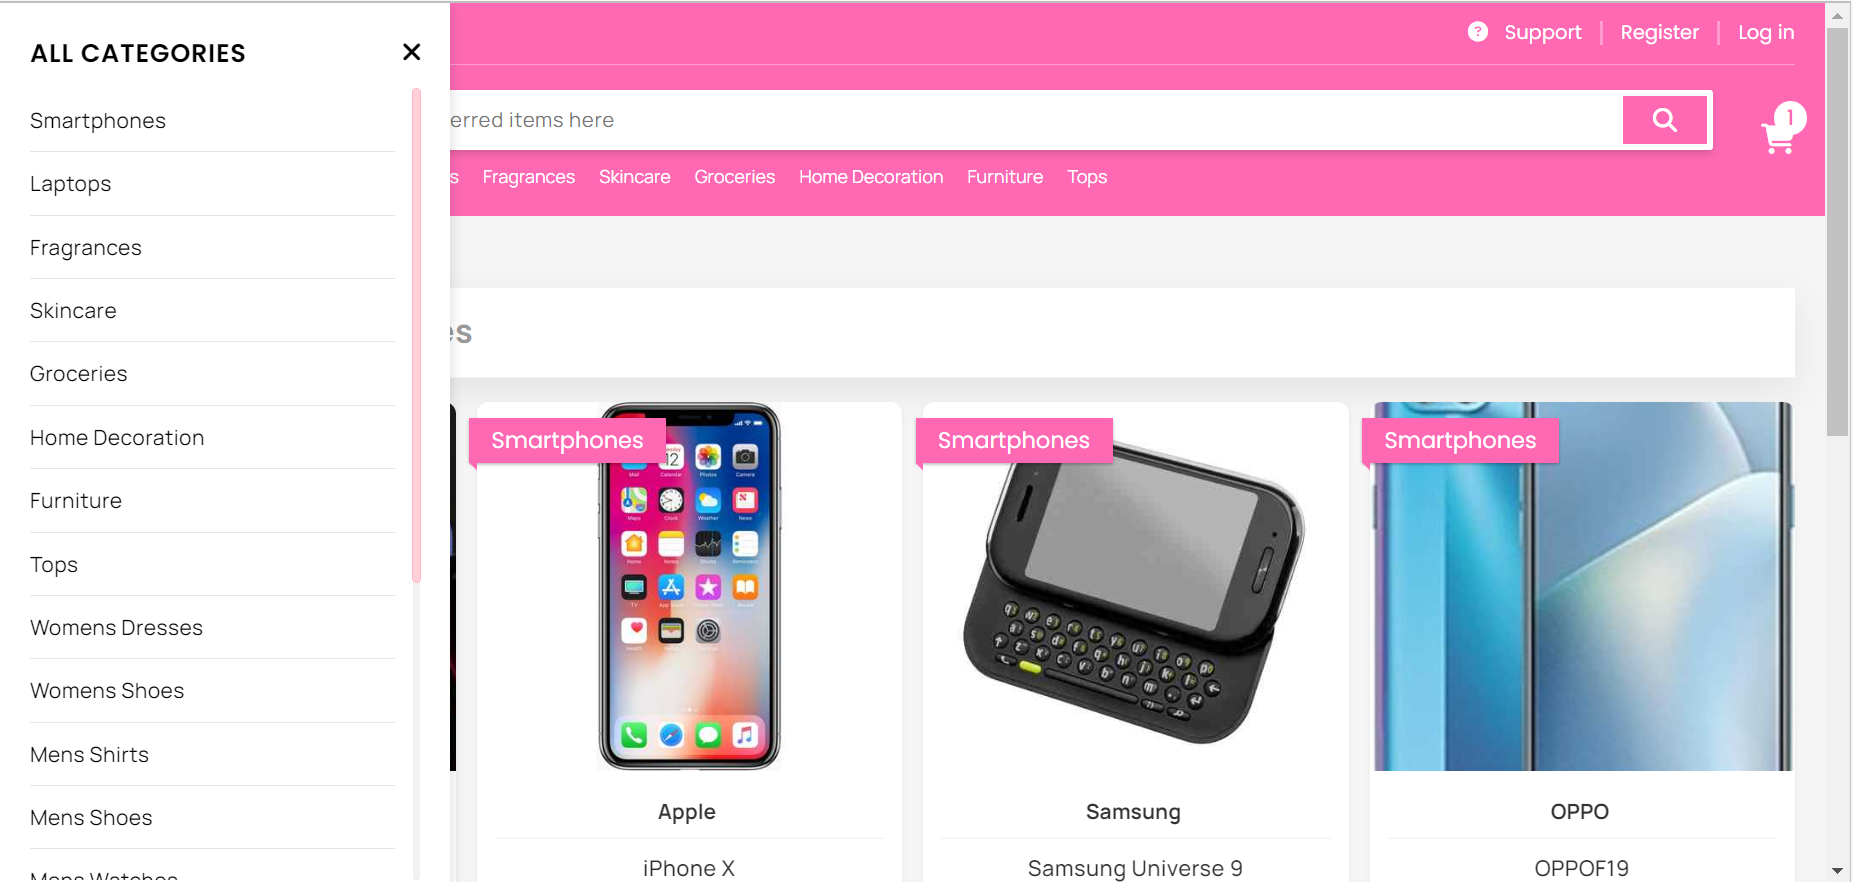 ALL CATEGORIES
Smartphones
Laptops
Fragrances
Skincare
Groceries
Home Decoration
Furniture
Tops
Womens Dresses
Womens Shoes
Mens Shirts
Mens Shoes
Mens Watches
? Support Register Log in
erred items here
1
s Fragrances Skincare Groceries Home Decoration Furniture Tops
es
Smartphones
Apple
iPhone X
Smartphones
Samsung
Samsung Universe 9
Smartphones
OPPO
OPPOF19